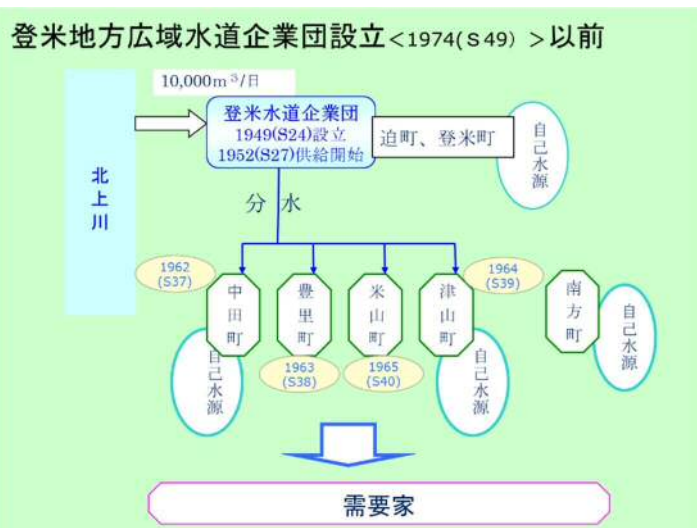 登米地方広域水道企業団設立<1974(S49)>以前
10,000m³/日
登米水道企業団
1949(S24)設立
1952(S27)供給開始
迫町、登米町
自己水源
北上川
分水
1962
(S37)
中田町
豊里町
米山町
津山町
1964
(S39)
南方町
自己水源
自己水源
1963
(S38)
1965
(S40)
自己水源
需要家